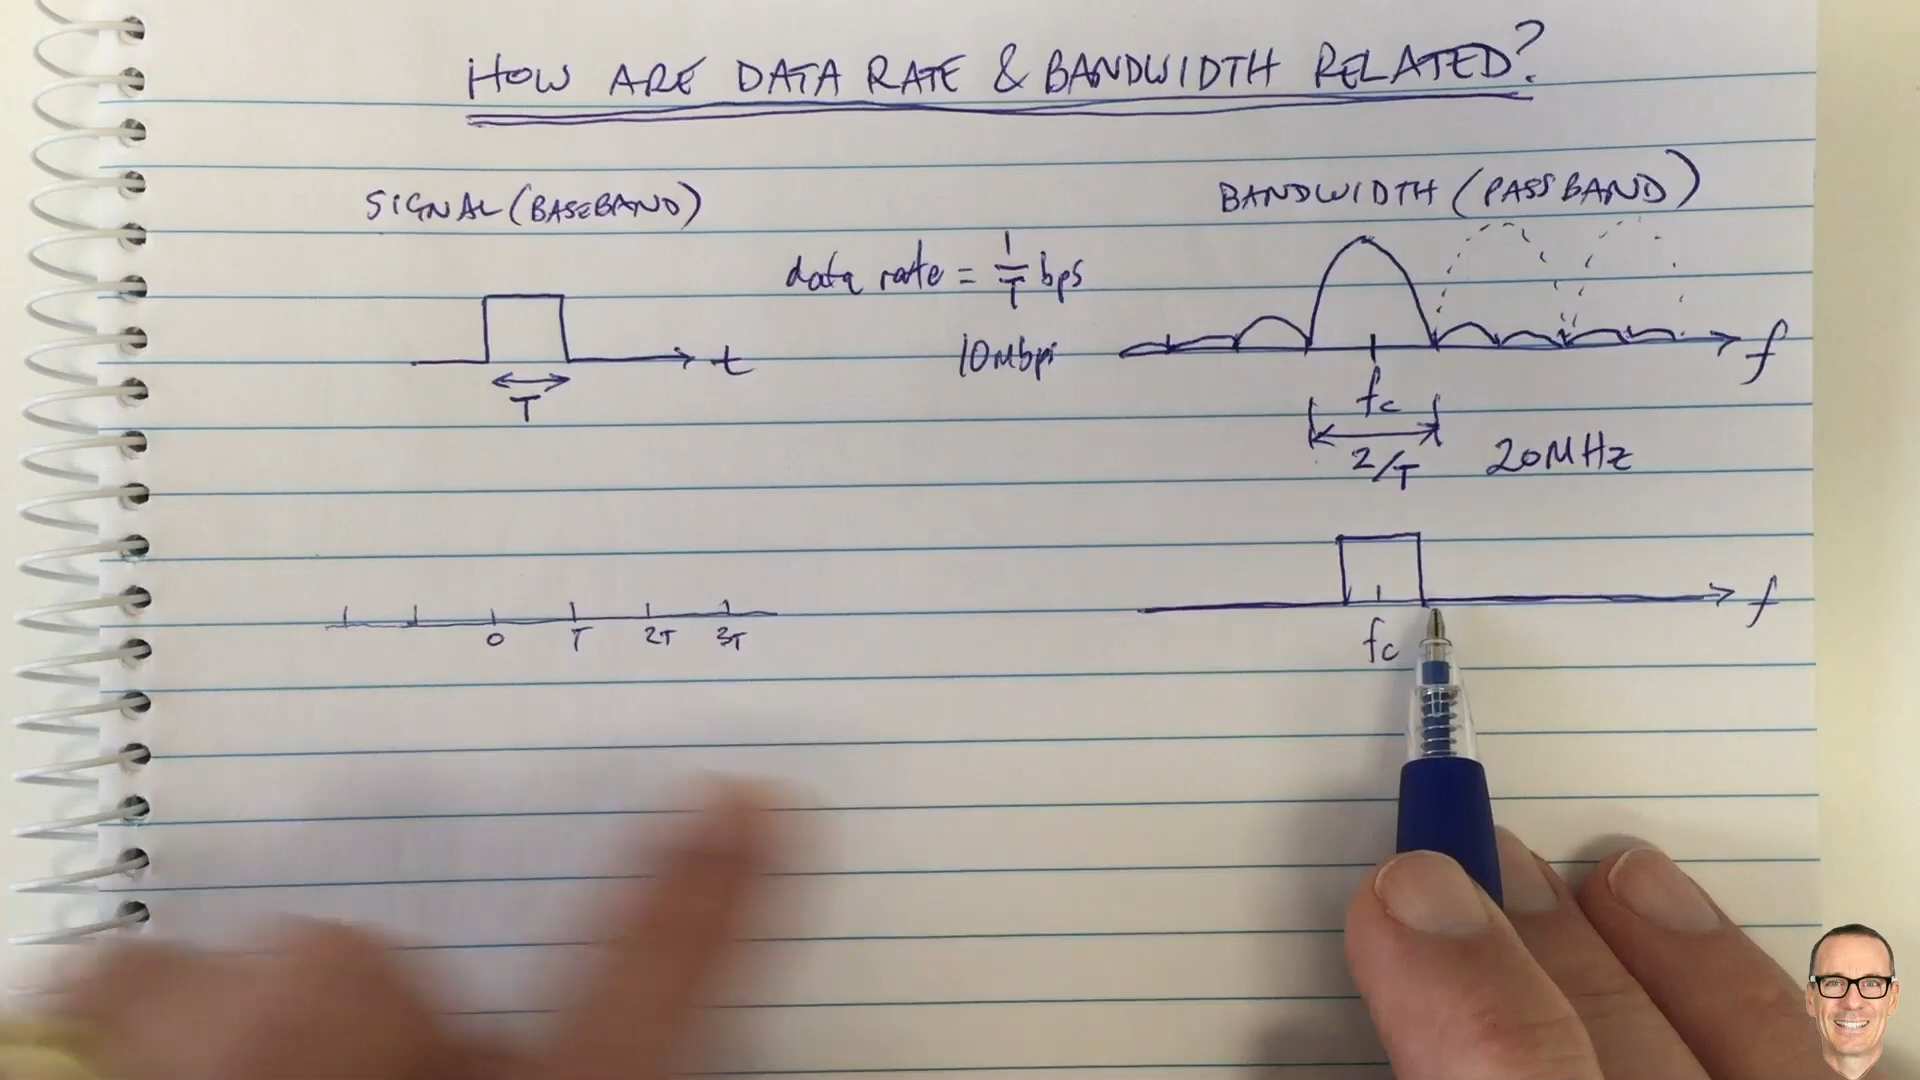 HOW ARE DATA RATE & BANDWIDTH RELATED?
SIGNAL (BASEBAND)
BANDWIDTH (PASSBAND)
data rate = 1/T bps
10Mbps
t
T
f
fc
2/T
20MHz
0 T 2T 3T
f
fc